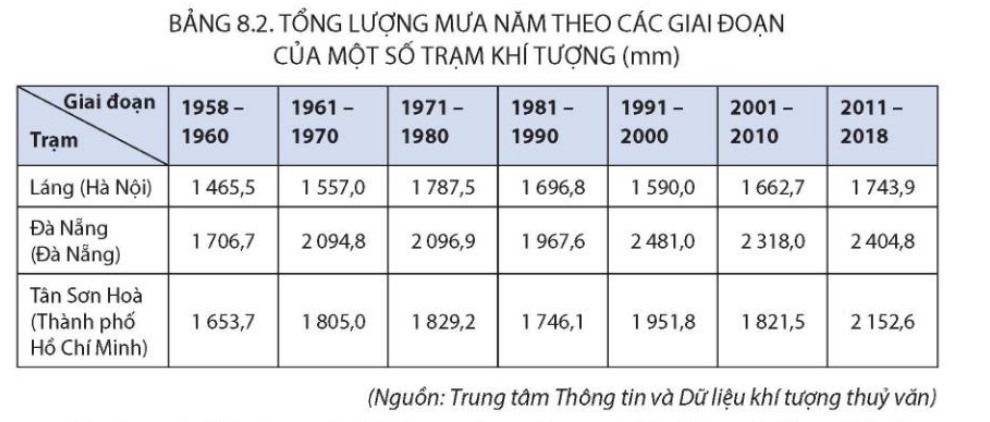 BẢNG 8.2. TỔNG LƯỢNG MƯA NĂM THEO CÁC GIAI ĐOẠN
CỦA MỘT SỐ TRẠM KHÍ TƯỢNG (mm)
Giai đoạn
Trạm
1958 –
1960
1961 –
1970
1971 –
1980
1981 –
1990
1991 –
2000
2001 –
2010
2011 –
2018
Láng (Hà Nội) 1 465,5 1 557,0 1 787,5 1 696,8 1 590,0 1 662,7 1 743,9
Đà Nẵng
(Đà Nẵng)
1 706,7 2 094,8 2 096,9 1 967,6 2 481,0 2 318,0 2 404,8
Tân Sơn Hoà
(Thành phố
Hồ Chí Minh)
1 653,7 1 805,0 1 829,2 1 746,1 1 951,8 1 821,5 2 152,6
(Nguồn: Trung tâm Thông tin và Dữ liệu khí tượng thuỷ văn)